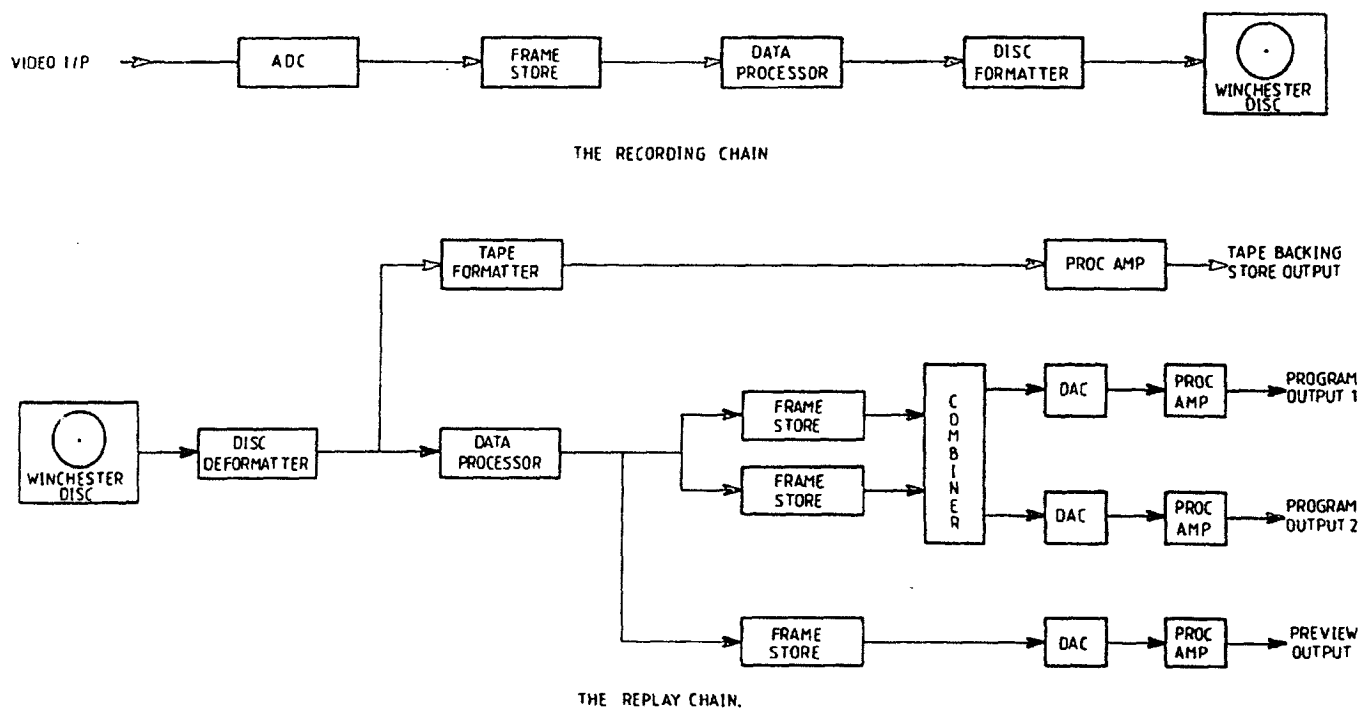 VIDEO I/P
ADC
FRAME
STORE
DATA
PROCESSOR
DISC
FORMATTER
WINCHESTER
DISC
THE RECORDING CHAIN
TAPE
FORMATTER
PROC AMP
TAPE BACKING
STORE OUTPUT
WINCHESTER
DISC
DISC
DEFORMATTER
DATA
PROCESSOR
FRAME
STORE
FRAME
STORE
COMBINER
DAC
PROC
AMP
PROGRAM
OUTPUT 1
DAC
PROC
AMP
PROGRAM
OUTPUT 2
FRAME
STORE
DAC
PROC
AMP
PREVIEW
OUTPUT
THE REPLAY CHAIN.